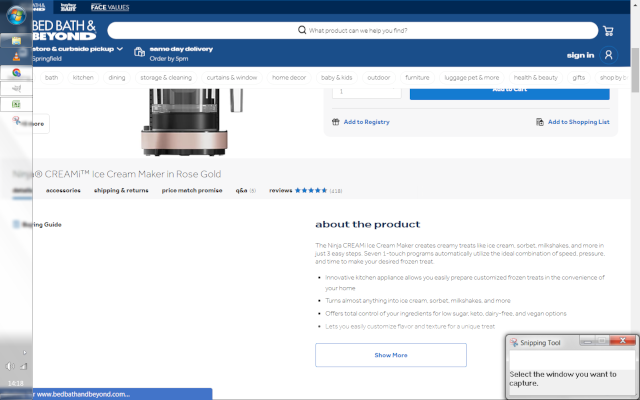 BED BATH &
BEYOND
buybuy
BABY
FACE VALUES
What product can we help you find?
store & curbside pickup
Springfield
same day delivery
Order by 5pm
sign in
bath kitchen dining storage & cleaning curtains & window home decor baby & kids outdoor furniture luggage pet & more health & beauty gifts shop by
1
Add to Cart
Add to Registry
Add to Shopping List
more
Ninja® CREAMi™ Ice Cream Maker in Rose Gold
details accessories shipping & returns price match promise q&a (8) reviews (418)
Buying Guide
about the product
The Ninja CREAMi Ice Cream Maker creates creamy treats like ice cream, sorbet, milkshakes, and more in
just 3 easy steps. Seven 1-touch programs automatically utilize the ideal combination of speed, pressure,
and time to make your desired frozen treat.
• Innovative kitchen appliance allows you easily prepare customized frozen treats in the convenience of
your home
• Turns almost anything into ice cream, sorbet, milkshakes, and more
• Offers total control of your ingredients for low sugar, keto, dairy-free, and vegan options
• Lets you easily customize flavor and texture for a unique treat
Show More
Snipping Tool
Select the window you want to
capture.
14:18
www.bedbathandbeyond.com...